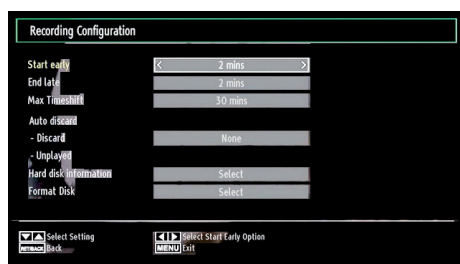 Recording Configuration
Start early < 2 mins >
End late 2 mins
Max Timeshift 30 mins
Auto discard
- Discard None
- Unplayed
Hard disk information Select
Format Disk Select
Select Setting Select Start Early Option
RET/BACK Back MENU Exit